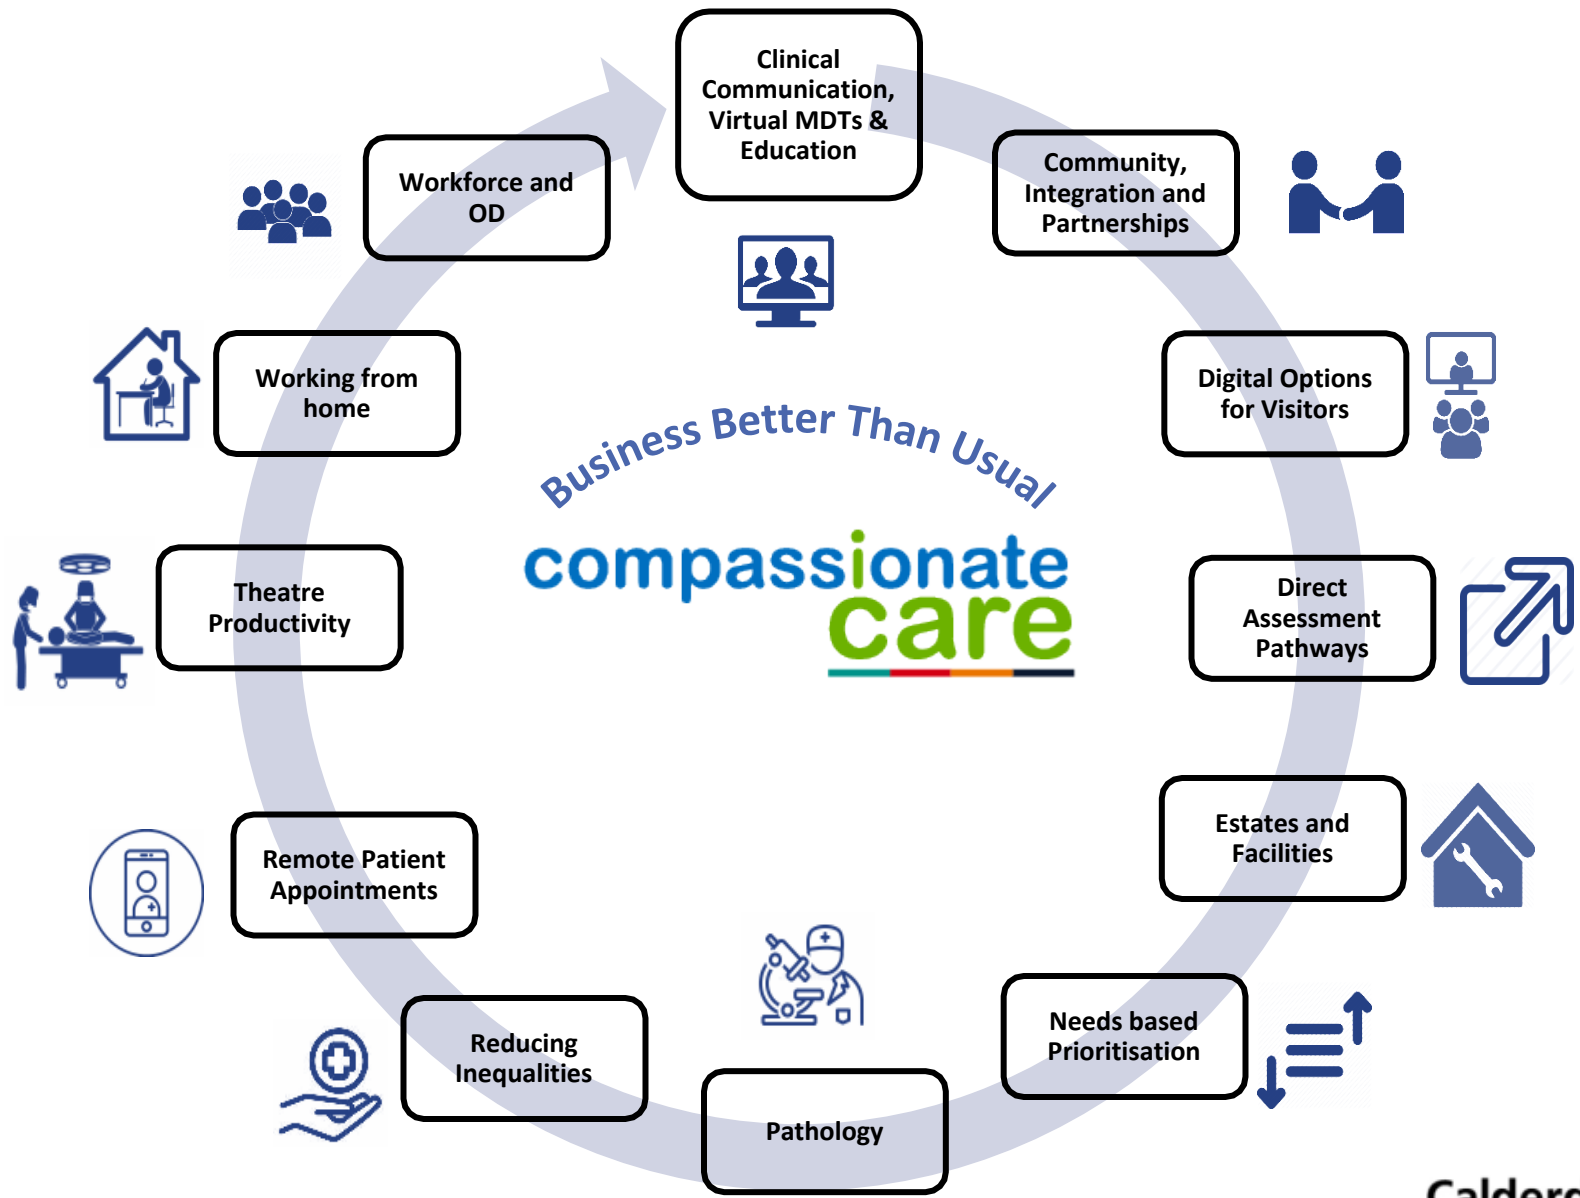 Clinical
Communication,
Virtual MDTs &
Education
Community,
Integration and
Partnerships
Digital Options
for Visitors
Direct
Assessment
Pathways
Estates and
Facilities
Needs based
Prioritisation
Pathology
Reducing
Inequalities
Remote Patient
Appointments
Theatre
Productivity
Working from
home
Workforce and
OD
Business Better Than Usual
compassionate
care